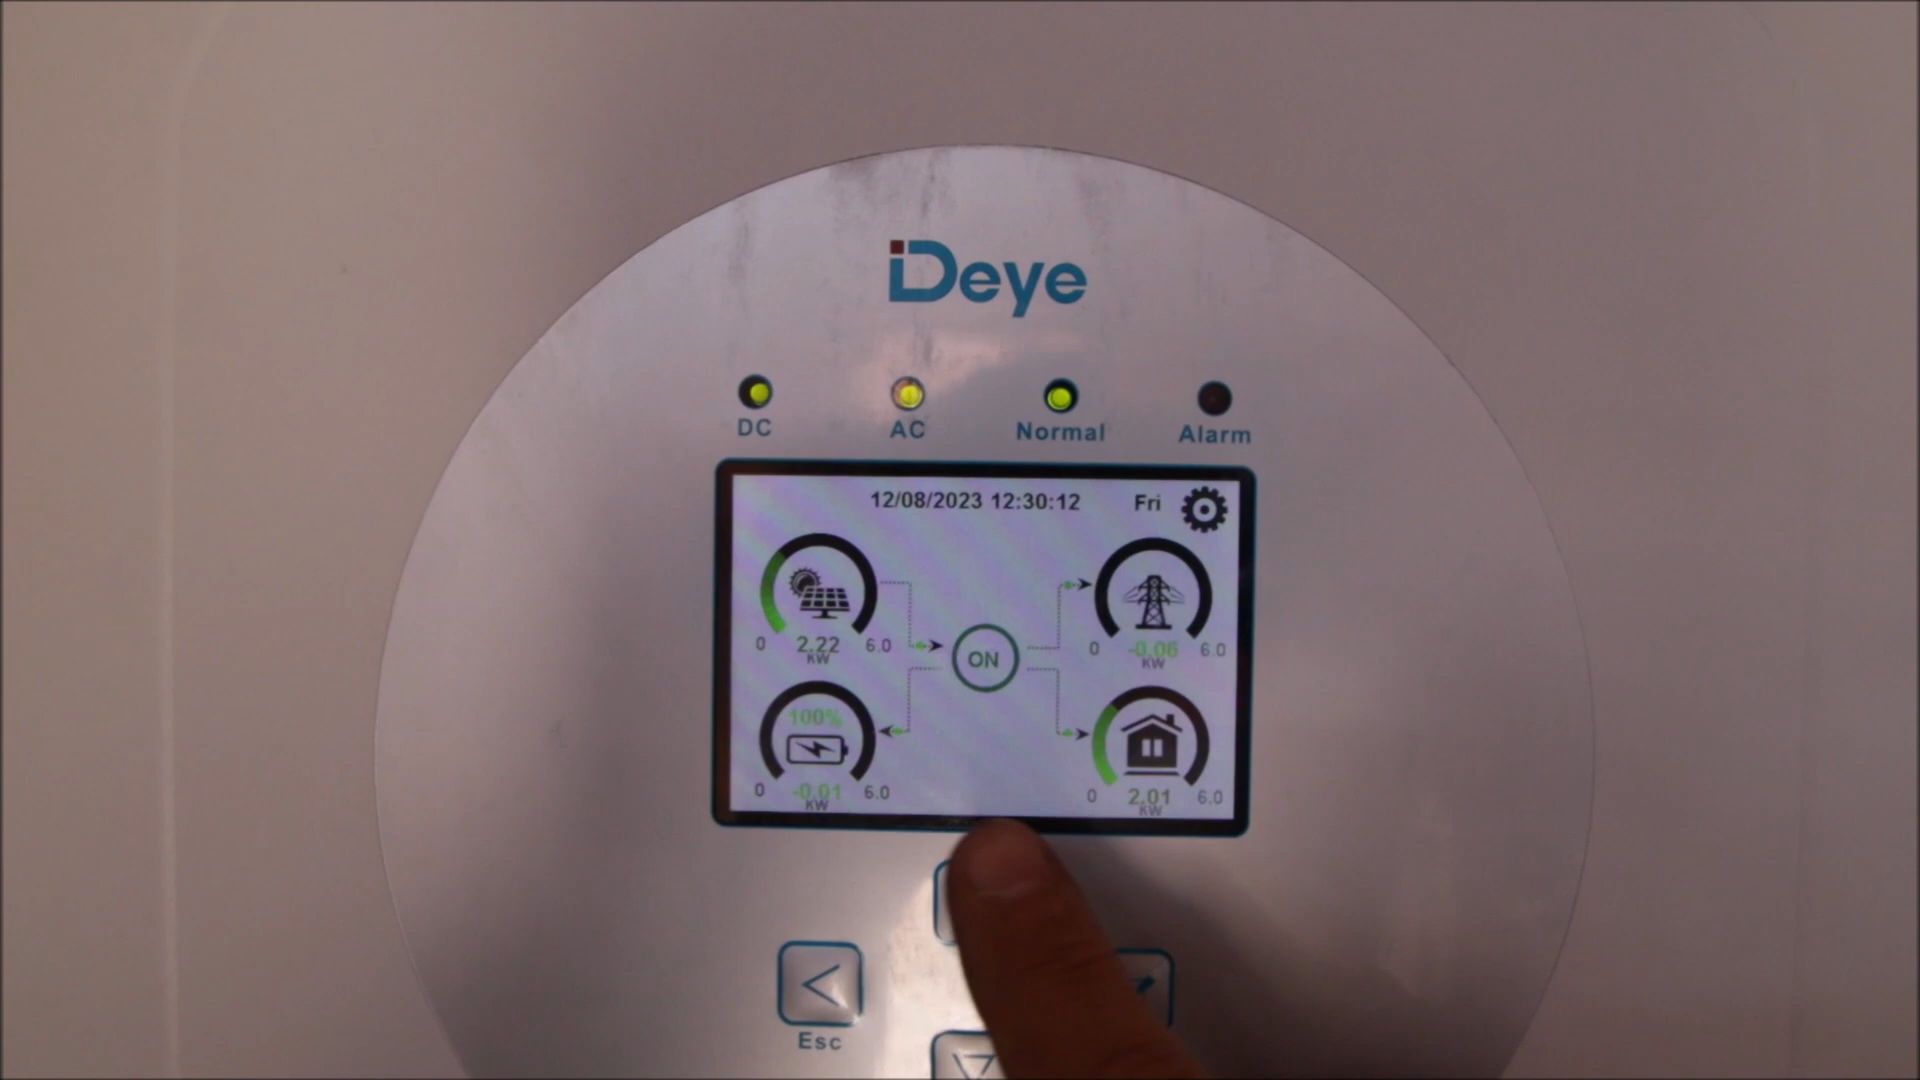 Deye
DC AC Normal Alarm
12/08/2023 12:30:12 Fri
0 2.22 6.0
KW
0 -0.06 6.0
KW
ON
100%
0 -0.01 6.0
KW
0 2.01 6.0
KW
Esc